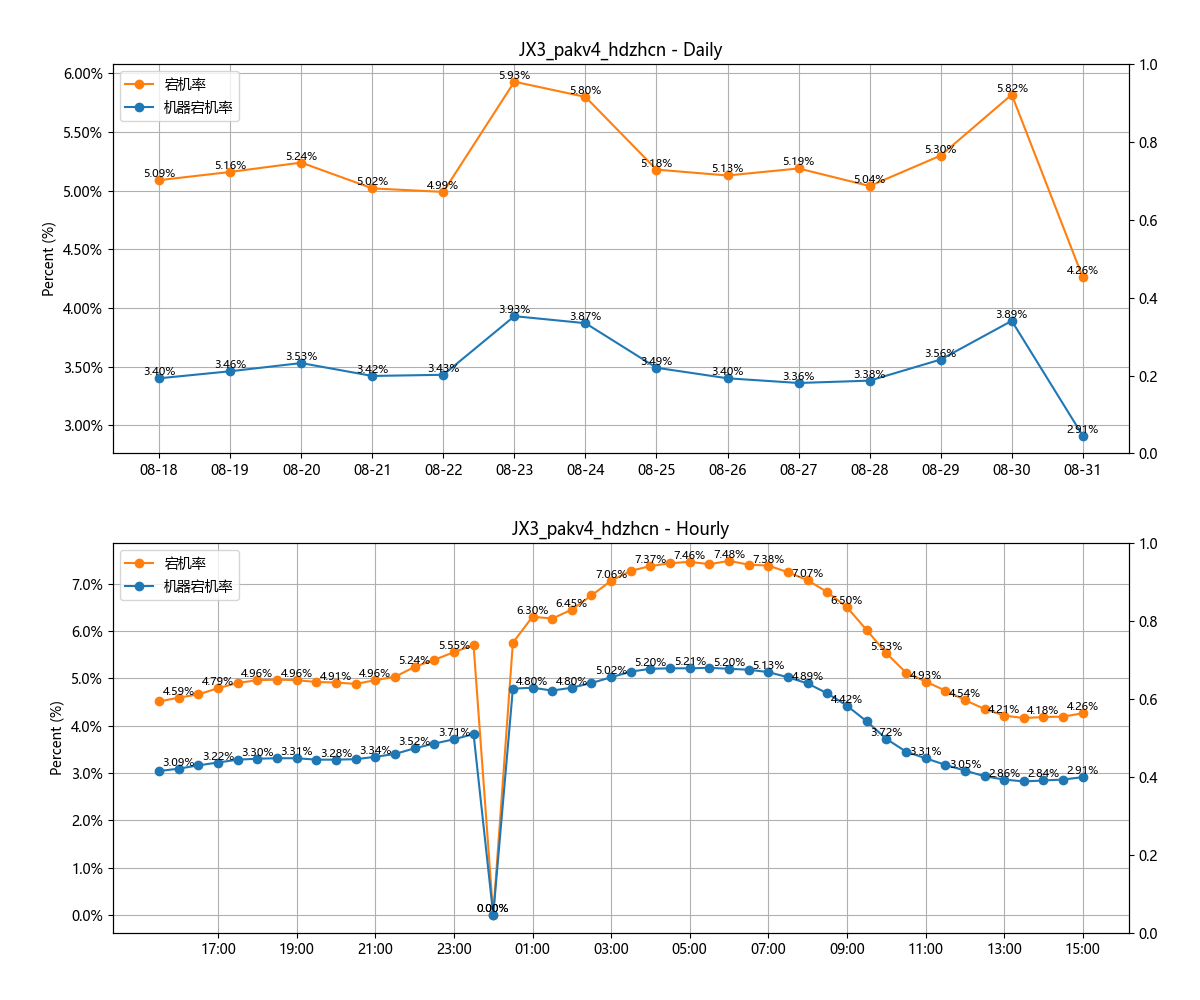 JX3_pakv4_hdzhcn - Daily
宕机率
机器宕机率
Percent (%)
6.00%
5.50%
5.00%
4.50%
4.00%
3.50%
3.00%
1.0
0.8
0.6
0.4
0.2
0.0
5.09% 5.16% 5.24% 5.02% 4.99% 5.93% 5.80% 5.18% 5.13% 5.19% 5.04% 5.30% 5.82% 4.26%
3.40% 3.46% 3.53% 3.42% 3.43% 3.93% 3.87% 3.49% 3.40% 3.36% 3.38% 3.56% 3.89% 2.91%
08-18 08-19 08-20 08-21 08-22 08-23 08-24 08-25 08-26 08-27 08-28 08-29 08-30 08-31
JX3_pakv4_hdzhcn - Hourly
宕机率
机器宕机率
Percent (%)
7.0%
6.0%
5.0%
4.0%
3.0%
2.0%
1.0%
0.0%
1.0
0.8
0.6
0.4
0.2
0.0
4.59% 4.79% 4.96% 4.96% 4.91% 4.96% 5.24% 5.55% 0.00% 6.30% 6.45% 7.06% 7.37% 7.46% 7.48% 7.38% 7.07% 6.50% 5.53% 4.93% 4.54% 4.21% 4.18% 4.26%
3.09% 3.22% 3.30% 3.31% 3.28% 3.34% 3.52% 3.71% 0.00% 4.80% 4.80% 5.02% 5.20% 5.21% 5.20% 5.13% 4.89% 4.42% 3.72% 3.31% 3.05% 2.86% 2.84% 2.91%
17:00 19:00 21:00 23:00 01:00 03:00 05:00 07:00 09:00 11:00 13:00 15:00